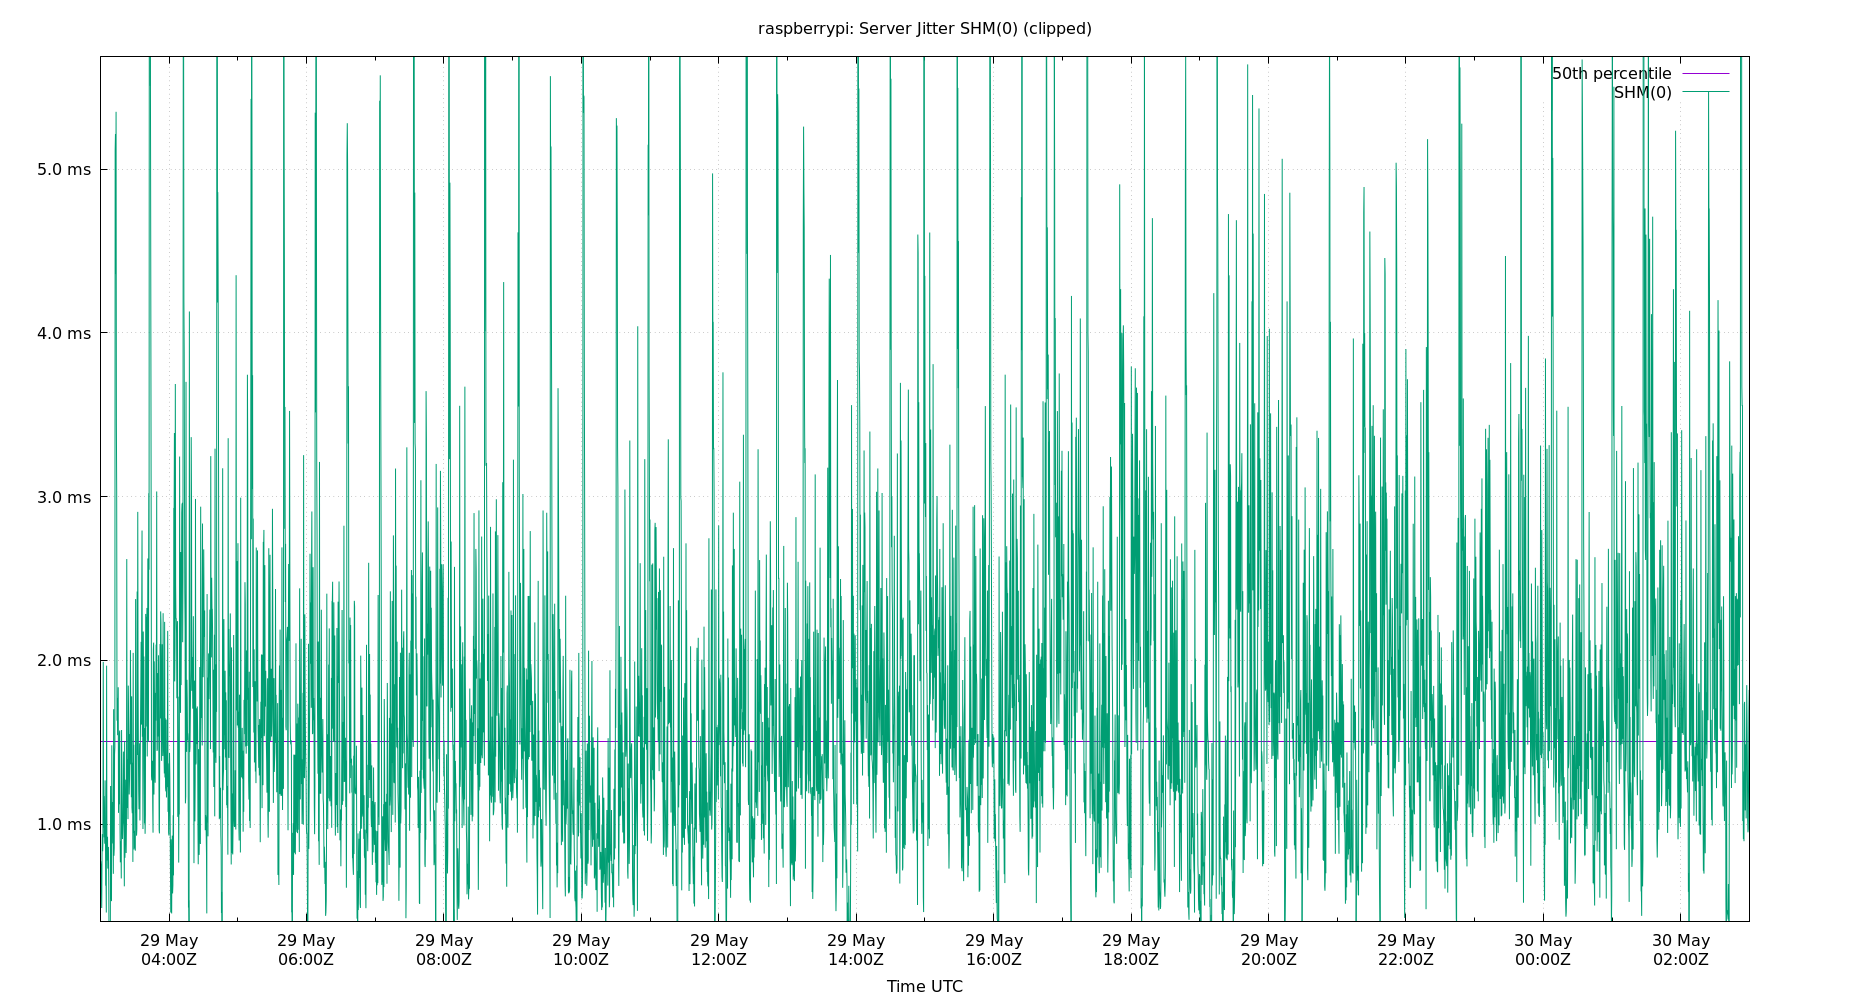 raspberrypi: Server Jitter SHM(0) (clipped)
50th percentile
SHM(0)
5.0 ms
4.0 ms
3.0 ms
2.0 ms
1.0 ms
29 May 29 May 29 May 29 May 29 May 29 May 29 May 29 May 29 May 29 May 30 May 30 May
04:00Z 06:00Z 08:00Z 10:00Z 12:00Z 14:00Z 16:00Z 18:00Z 20:00Z 22:00Z 00:00Z 02:00Z
Time UTC